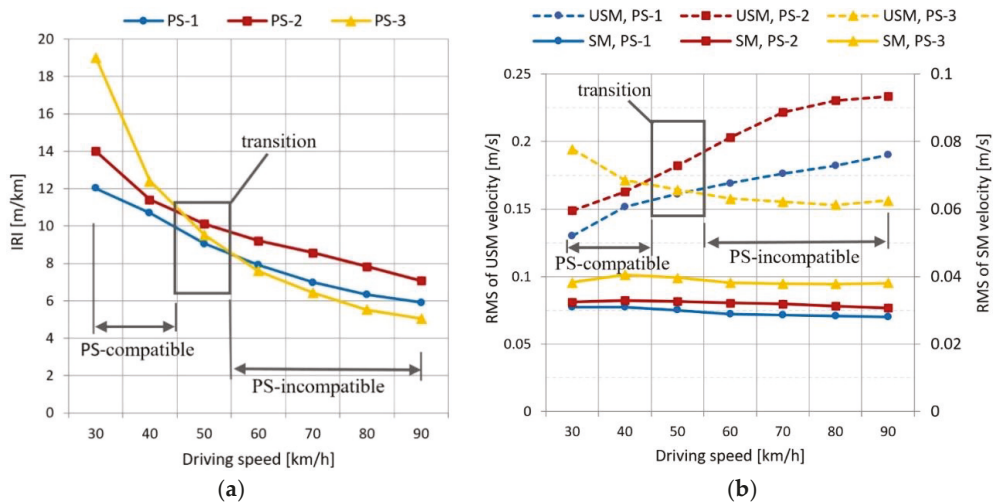 PS-1 PS-2 PS-3
20
18
16
14
12
10
8
6
4
2
0
IRI [m/km]
transition
PS-compatible
PS-incompatible
30 40 50 60 70 80 90
Driving speed [km/h]
(a)
USM, PS-1 USM, PS-2 USM, PS-3
SM, PS-1 SM, PS-2 SM, PS-3
0.25
0.2
0.15
0.1
0.05
0
RMS of USM velocity [m/s]
transition
PS-compatible
PS-incompatible
0.1
0.08
0.06
0.04
0.02
0
RMS of SM velocity [m/s]
30 40 50 60 70 80 90
Driving speed [km/h]
(b)